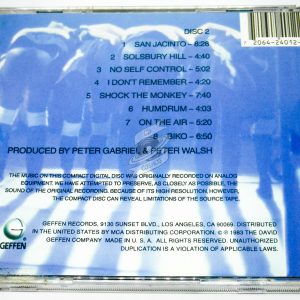 DISC 2
1 SAN JACINTO—8:26
2 SOLSBURY HILL—4:40
3 NO SELF CONTROL—5:02
4 I DON'T REMEMBER—4:20
5 SHOCK THE MONKEY—7:10
6 HUMDRUM—4:03
7 ON THE AIR—5:20
8 BIKO—6:50
PRODUCED BY PETER GABRIEL & PETER WALSH
THE MUSIC ON THIS COMPACT DIGITAL DISC WAS ORIGINALLY RECORDED ON ANALOG
EQUIPMENT. WE HAVE ATTEMPTED TO PRESERVE, AS CLOSELY AS POSSIBLE, THE
SOUND OF THE ORIGINAL RECORDING. BECAUSE OF ITS HIGH RESOLUTION, HOWEVER,
THE COMPACT DISC CAN REVEAL LIMITATIONS OF THE SOURCE TAPE.
GEFFEN RECORDS, 9130 SUNSET BLVD., LOS ANGELES, CA 90069. DISTRIBUTED
IN THE UNITED STATES BY MCA DISTRIBUTING CORPORATION. © ℗ 1983 THE DAVID
GEFFEN COMPANY MADE IN U. S. A. ALL RIGHTS RESERVED. UNAUTHORIZED
DUPLICATION IS A VIOLATION OF APPLICABLE LAWS.
GEFFEN